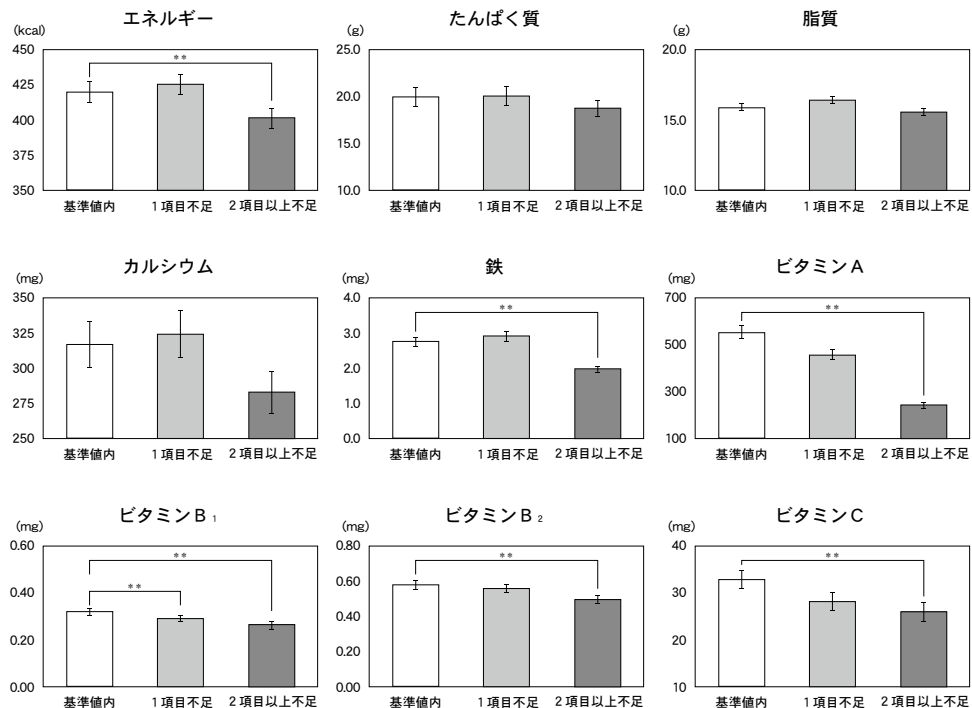 エネルギー
(kcal)
450
425
400
375
350
**
基準値内
1項目不足
2項目以上不足
たんぱく質
(g)
25.0
20.0
15.0
10.0
基準値内
1項目不足
2項目以上不足
脂質
(g)
20.0
15.0
10.0
基準値内
1項目不足
2項目以上不足
カルシウム
(mg)
350
325
300
275
250
基準値内
1項目不足
2項目以上不足
鉄
(mg)
4.0
3.0
2.0
1.0
0.0
**
基準値内
1項目不足
2項目以上不足
ビタミンA
(mg)
700
500
300
100
**
基準値内
1項目不足
2項目以上不足
ビタミンB1
(mg)
0.60
0.40
0.20
0.00
**
**
基準値内
1項目不足
2項目以上不足
ビタミンB2
(mg)
0.80
0.60
0.40
0.20
0.00
**
基準値内
1項目不足
2項目以上不足
ビタミンC
(mg)
40
30
20
10
**
基準値内
1項目不足
2項目以上不足